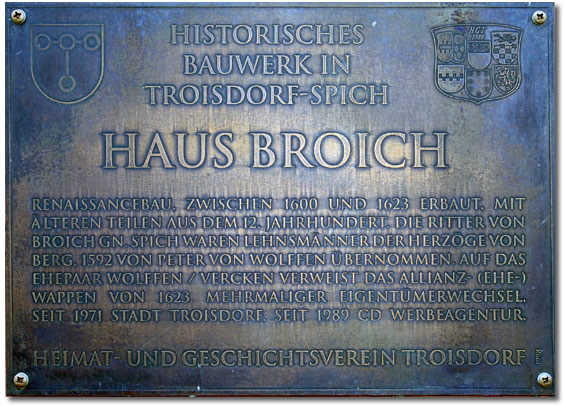 HGT
HISTORISCHES
BAUWERK IN
TROISDORF-SPICH
HAUS BROICH
RENAISSANCEBAU, ZWISCHEN 1600 UND 1623 ERBAUT, MIT
ÄLTEREN TEILEN AUS DEM 12. JAHRHUNDERT. DIE RITTER VON
BROICH GN. SPICH WAREN LEHNSMÄNNER DER HERZÖGE VON
BERG. 1592 VON PETER VON WOLFFEN ÜBERNOMMEN. AUF DAS
EHEPAAR WOLFFEN / VERCKEN VERWEIST DAS ALLIANZ- (EHE-)
WAPPEN VON 1623. MEHRMALIGER EIGENTÜMERWECHSEL,
SEIT 1971 STADT TROISDORF, SEIT 1989 CD WERBEAGENTUR.
HEIMAT- UND GESCHICHTSVEREIN TROISDORF